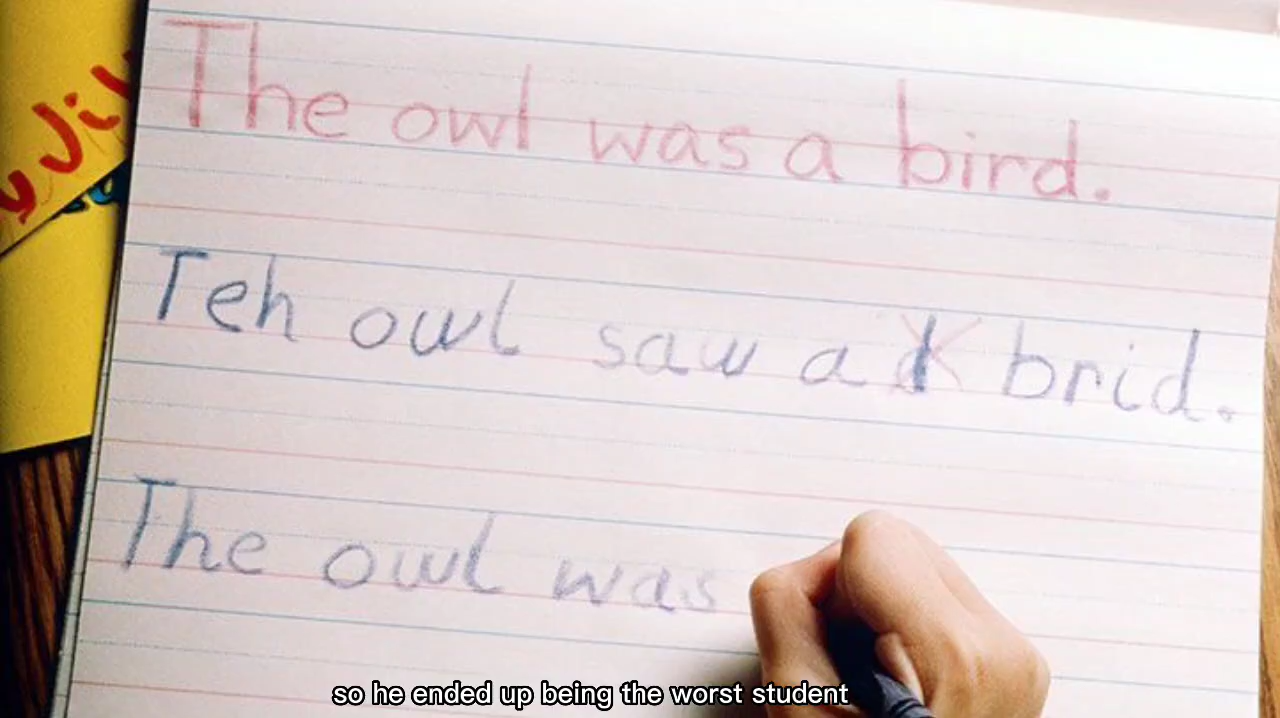 The owl was a bird.
Teh owl saw a brid.
The owl was
so he ended up being the worst student